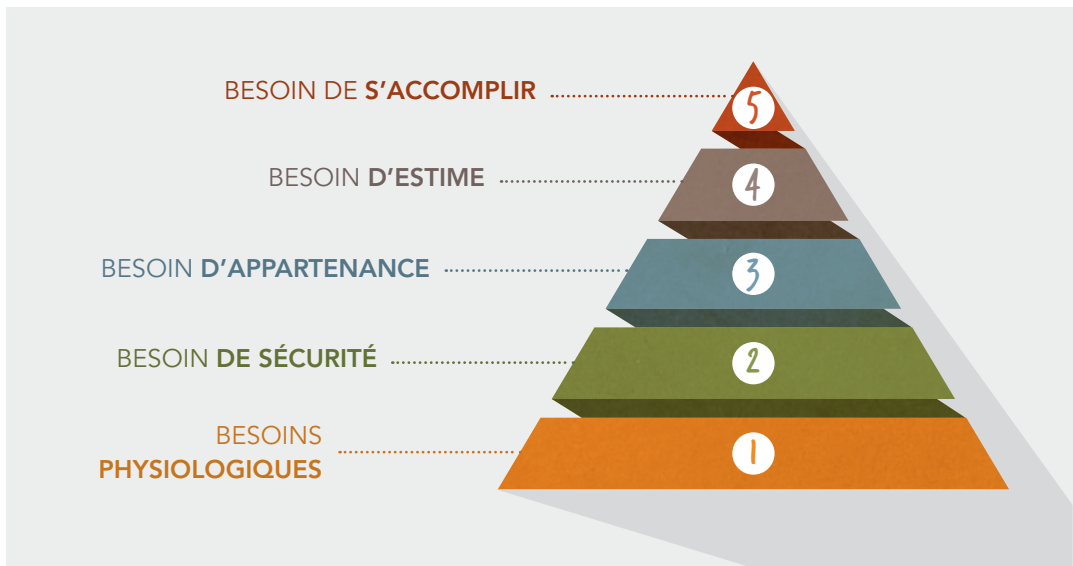 BESOIN DE S’ACCOMPLIR
5
BESOIN D’ESTIME
4
BESOIN D’APPARTENANCE
3
BESOIN DE SÉCURITÉ
2
BESOINS
PHYSIOLOGIQUES
1